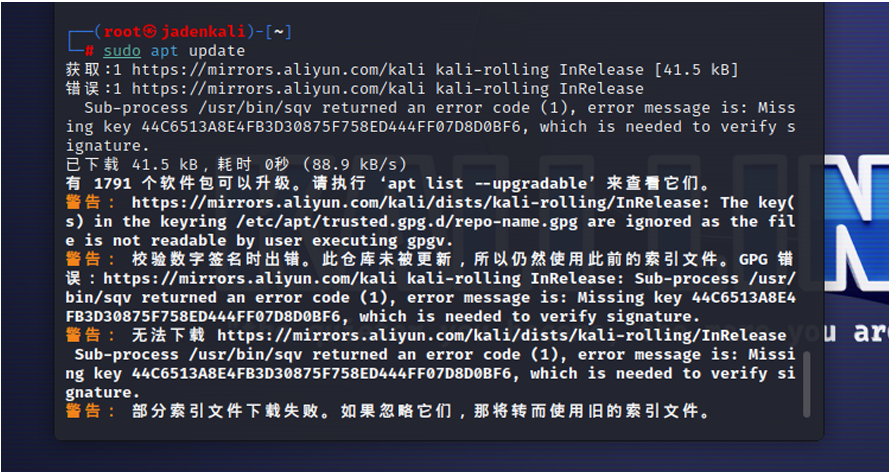 ┌──(root㉿jadenkali)-[~]
└─# sudo apt update
获取:1 https://mirrors.aliyun.com/kali kali-rolling InRelease [41.5 kB]
错误:1 https://mirrors.aliyun.com/kali kali-rolling InRelease
  Sub-process /usr/bin/sqv returned an error code (1), error message is: Miss
ing key 44C6513A8E4FB3D30875F758ED444FF07D8D0BF6, which is needed to verify s
ignature.
已下载 41.5 kB，耗时 0秒 (88.9 kB/s)
有 1791 个软件包可以升级。请执行 ‘apt list --upgradable’ 来查看它们。
警告： https://mirrors.aliyun.com/kali/dists/kali-rolling/InRelease: The key(
s) in the keyring /etc/apt/trusted.gpg.d/repo-name.gpg are ignored as the fil
e is not readable by user executing gpgv.
警告： 校验数字签名时出错。此仓库未被更新，所以仍然使用此前的索引文件。GPG 错
误：https://mirrors.aliyun.com/kali kali-rolling InRelease: Sub-process /usr/
bin/sqv returned an error code (1), error message is: Missing key 44C6513A8E4
FB3D30875F758ED444FF07D8D0BF6, which is needed to verify signature.
警告： 无法下载 https://mirrors.aliyun.com/kali/dists/kali-rolling/InRelease
 Sub-process /usr/bin/sqv returned an error code (1), error message is: Missi
ng key 44C6513A8E4FB3D30875F758ED444FF07D8D0BF6, which is needed to verify si
gnature.
警告： 部分索引文件下载失败。如果忽略它们，那将转而使用旧的索引文件。